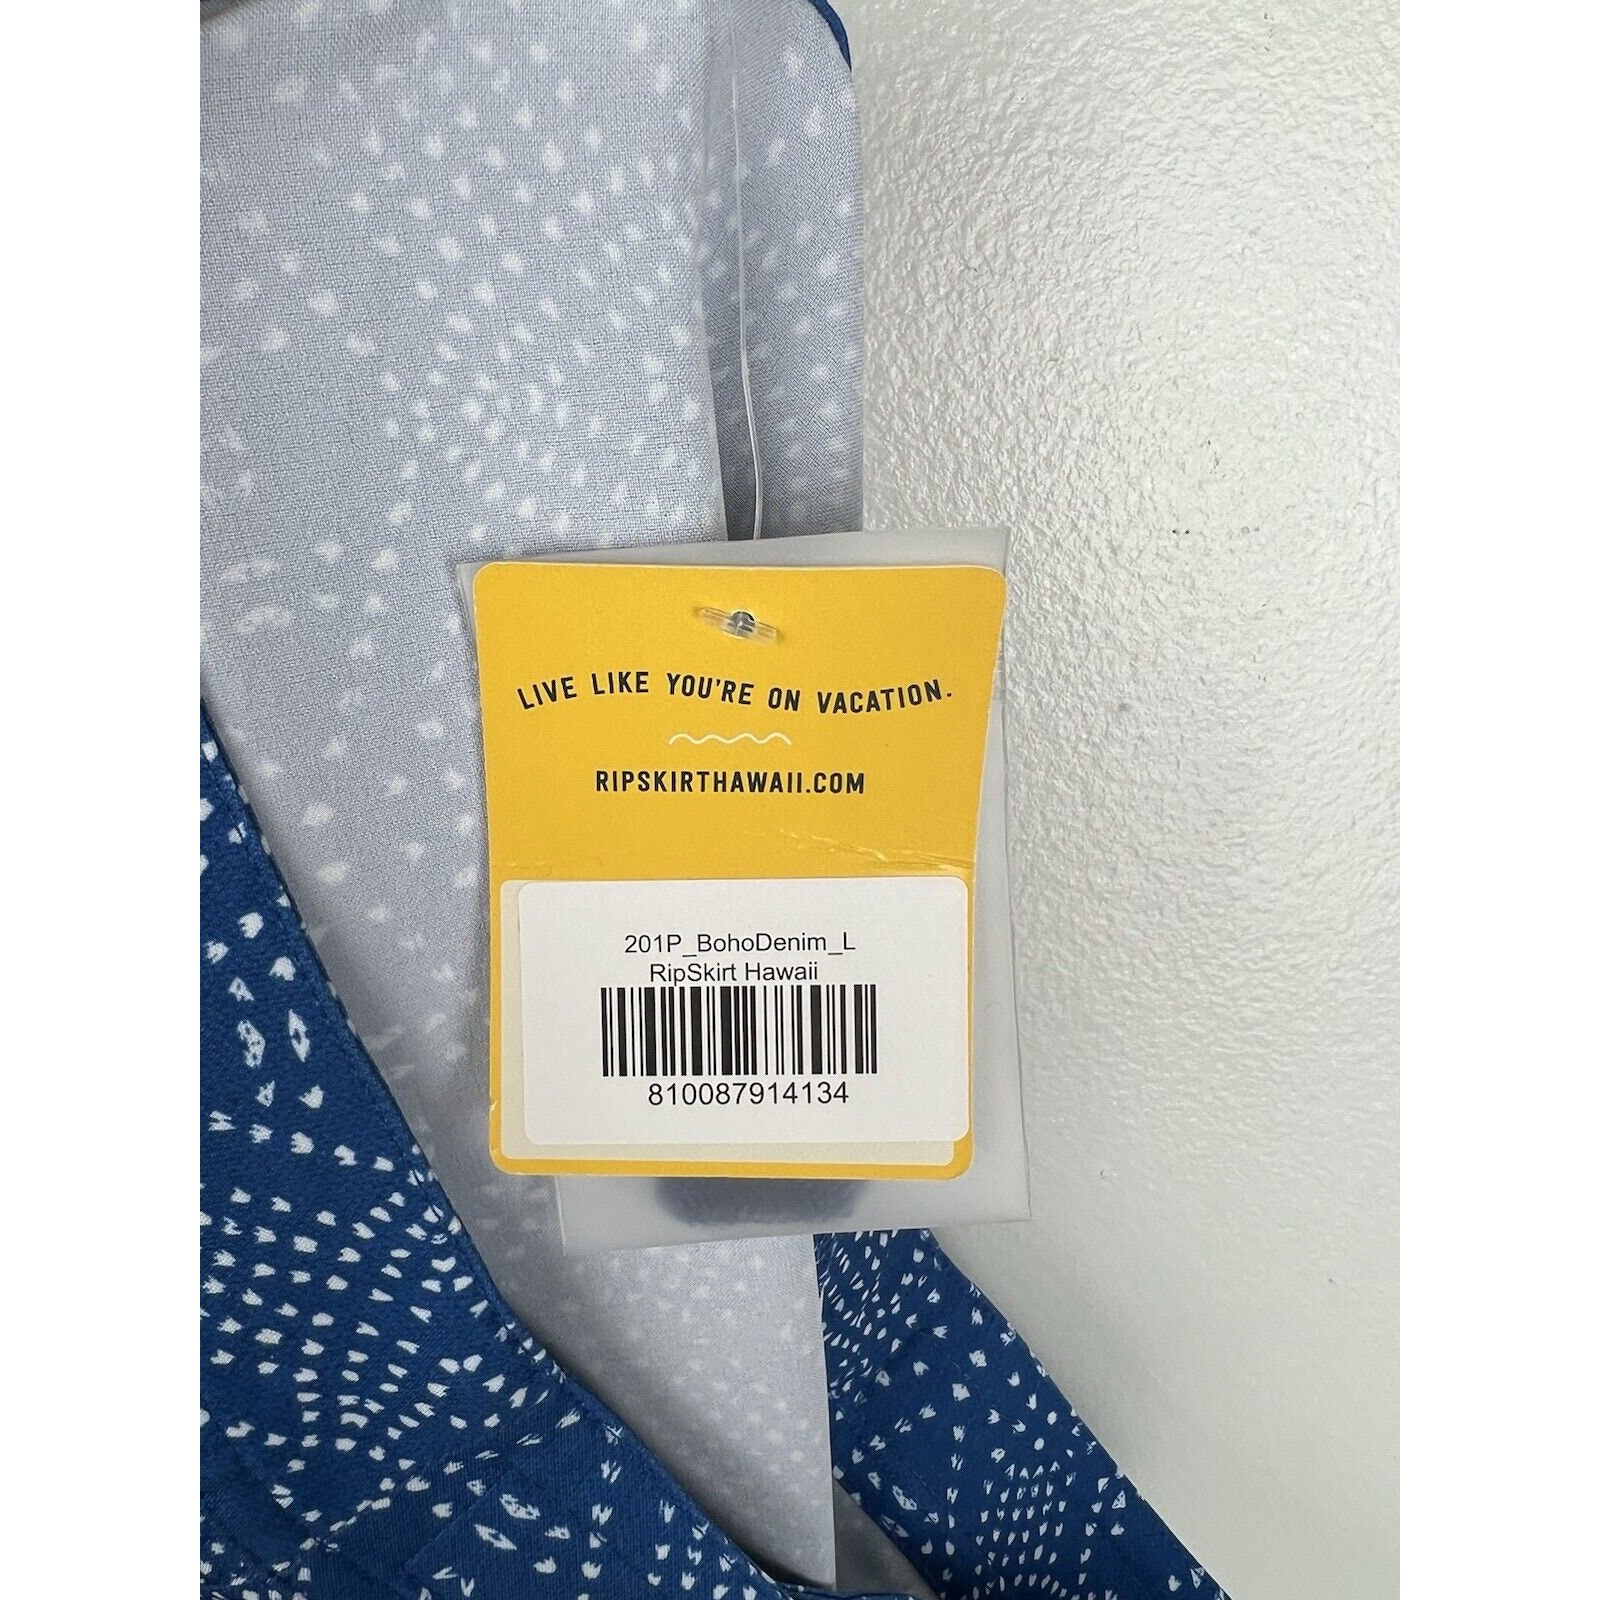 LIVE LIKE YOU'RE ON VACATION.
RIPSKIRTHAWAII.COM
201P_BohoDenim_L
RipSkirt Hawaii
810087914134